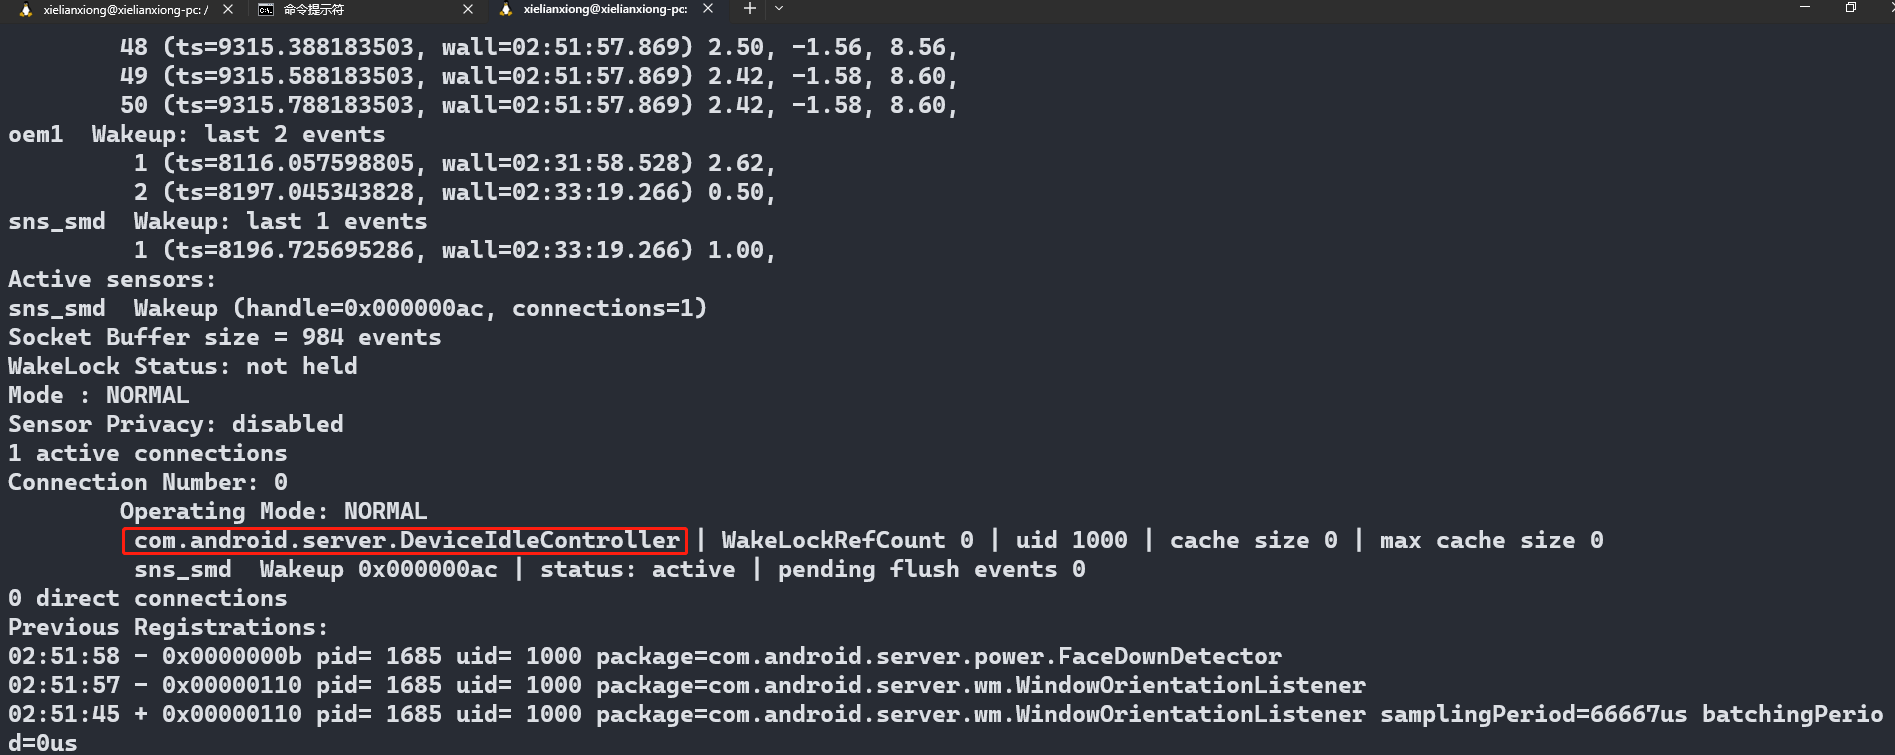 xielianxiong@xielianxiong-pc: /
命令提示符
xielianxiong@xielianxiong-pc:
48 (ts=9315.388183503, wall=02:51:57.869) 2.50, -1.56, 8.56,
49 (ts=9315.588183503, wall=02:51:57.869) 2.42, -1.58, 8.60,
50 (ts=9315.788183503, wall=02:51:57.869) 2.42, -1.58, 8.60,
oem1  Wakeup: last 2 events
1 (ts=8116.057598805, wall=02:31:58.528) 2.62,
2 (ts=8197.045343828, wall=02:33:19.266) 0.50,
sns_smd  Wakeup: last 1 events
1 (ts=8196.725695286, wall=02:33:19.266) 1.00,
Active sensors:
sns_smd  Wakeup (handle=0x000000ac, connections=1)
Socket Buffer size = 984 events
WakeLock Status: not held
Mode : NORMAL
Sensor Privacy: disabled
1 active connections
Connection Number: 0
Operating Mode: NORMAL
com.android.server.DeviceIdleController | WakeLockRefCount 0 | uid 1000 | cache size 0 | max cache size 0
sns_smd  Wakeup 0x000000ac | status: active | pending flush events 0
0 direct connections
Previous Registrations:
02:51:58 - 0x0000000b pid= 1685 uid= 1000 package=com.android.server.power.FaceDownDetector
02:51:57 - 0x00000110 pid= 1685 uid= 1000 package=com.android.server.wm.WindowOrientationListener
02:51:45 + 0x00000110 pid= 1685 uid= 1000 package=com.android.server.wm.WindowOrientationListener samplingPeriod=66667us batchingPerio
d=0us